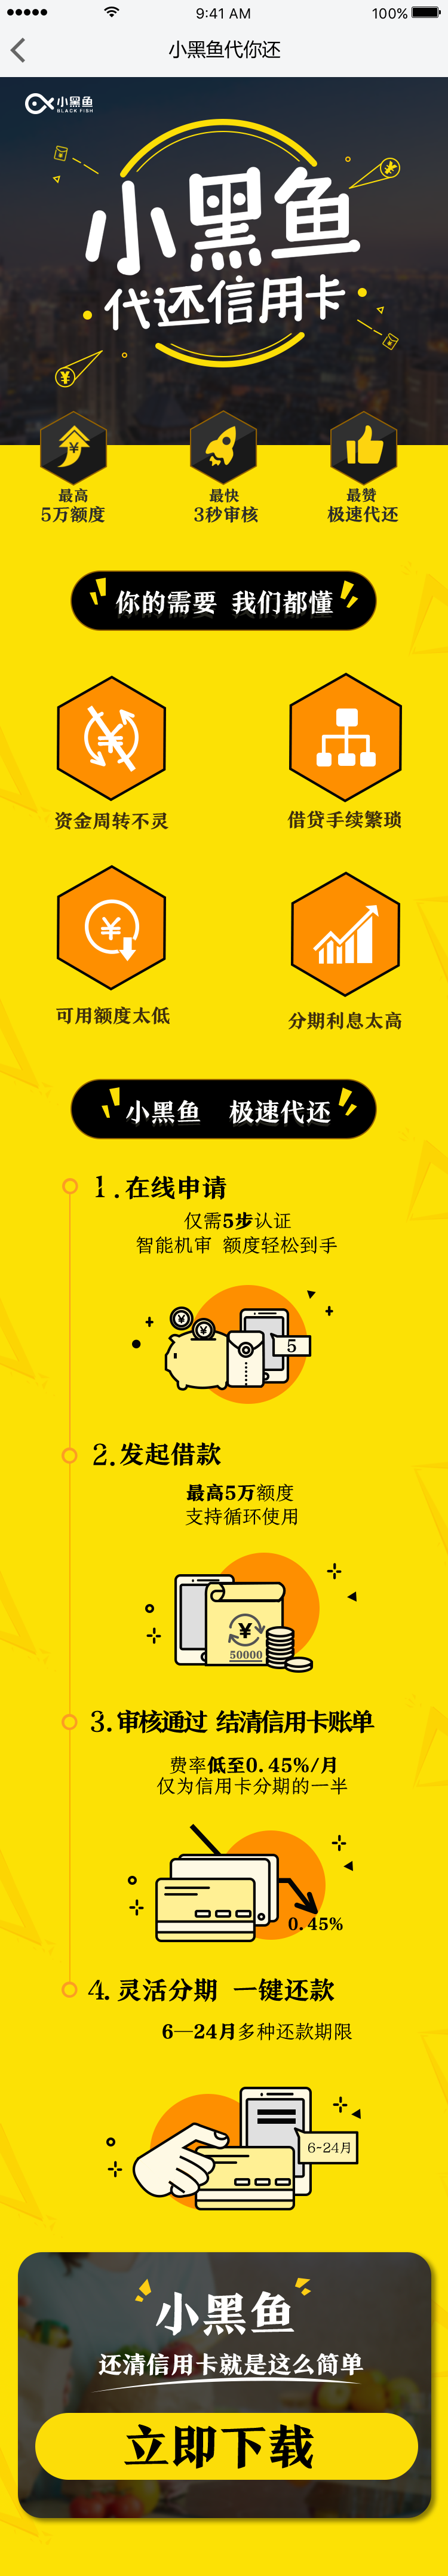 9:41 AM
100%
小黑鱼代你还
小黑鱼
BLACK FISH
小黑鱼
代还信用卡
最高
5万额度
最快
3秒审核
最赞
极速代还
你的需要 我们都懂
资金周转不灵
借贷手续繁琐
可用额度太低
分期利息太高
小黑鱼 极速代还
1.在线申请
仅需5步认证
智能机审 额度轻松到手
5
2.发起借款
最高5万额度
支持循环使用
¥
50000
3.审核通过 结清信用卡账单
费率低至0.45%/月
仅为信用卡分期的一半
0.45%
4.灵活分期 一键还款
6—24月多种还款期限
6-24月
小黑鱼
还清信用卡就是这么简单
立即下载